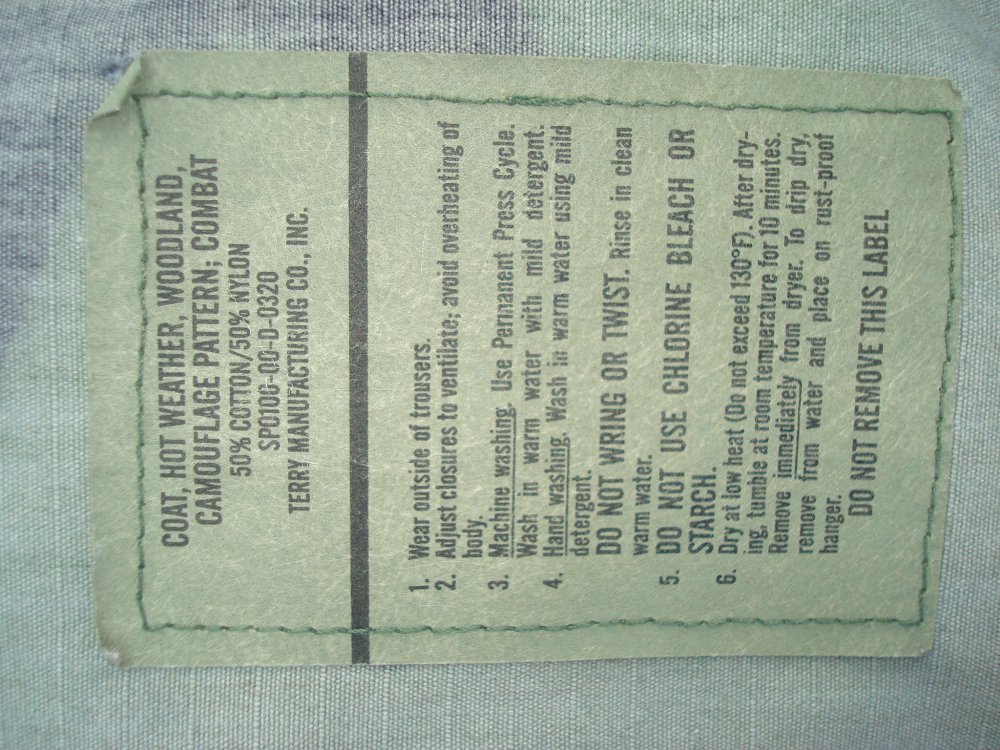 COAT, HOT WEATHER, WOODLAND,
CAMOUFLAGE PATTERN; COMBAT
50% COTTON/50% NYLON
SPO100-00-D-0320
TERRY MANUFACTURING CO., INC.
1. Wear outside of trousers.
2. Adjust closures to ventilate; avoid overheating of
body.
3. Machine washing. Use Permanent Press Cycle.
Wash in warm water with mild detergent.
4. Hand washing. Wash in warm water using mild
detergent.
DO NOT WRING OR TWIST. Rinse in clean
warm water.
5. DO NOT USE CHLORINE BLEACH OR
STARCH.
6. Dry at low heat (Do not exceed 130°F). After dry-
ing, tumble at room temperature for 10 minutes.
Remove immediately from dryer. To drip dry,
remove from water and place on rust-proof
hanger.
DO NOT REMOVE THIS LABEL